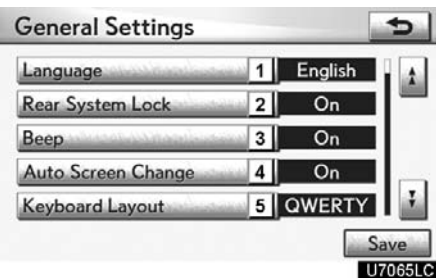 General Settings
Language 1 English
Rear System Lock 2 On
Beep 3 On
Auto Screen Change 4 On
Keyboard Layout 5 QWERTY
Save
U7065LC